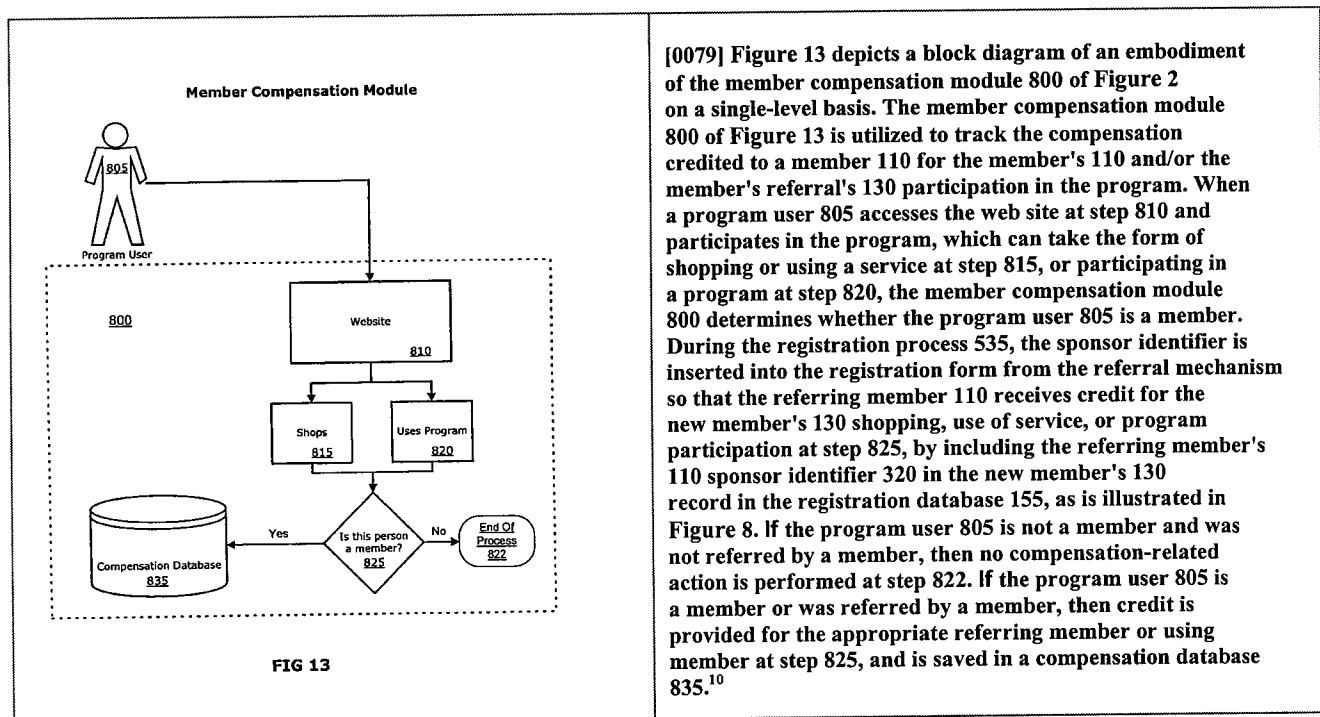 Member Compensation Module
805
Program User
800
Website
810
Shops
815
Uses Program
820
Is this person
a member?
825
Yes
No
End Of
Process
822
Compensation Database
835
FIG 13
[0079] Figure 13 depicts a block diagram of an embodiment
of the member compensation module 800 of Figure 2
on a single-level basis. The member compensation module
800 of Figure 13 is utilized to track the compensation
credited to a member 110 for the member's 110 and/or the
member's referral's 130 participation in the program. When
a program user 805 accesses the web site at step 810 and
participates in the program, which can take the form of
shopping or using a service at step 815, or participating in
a program at step 820, the member compensation module
800 determines whether the program user 805 is a member.
During the registration process 535, the sponsor identifier is
inserted into the registration form from the referral mechanism
so that the referring member 110 receives credit for the
new member's 130 shopping, use of service, or program
participation at step 825, by including the referring member's
110 sponsor identifier 320 in the new member's 130
record in the registration database 155, as is illustrated in
Figure 8. If the program user 805 is not a member and was
not referred by a member, then no compensation-related
action is performed at step 822. If the program user 805 is
a member or was referred by a member, then credit is
provided for the appropriate referring member or using
member at step 825, and is saved in a compensation database
835.10